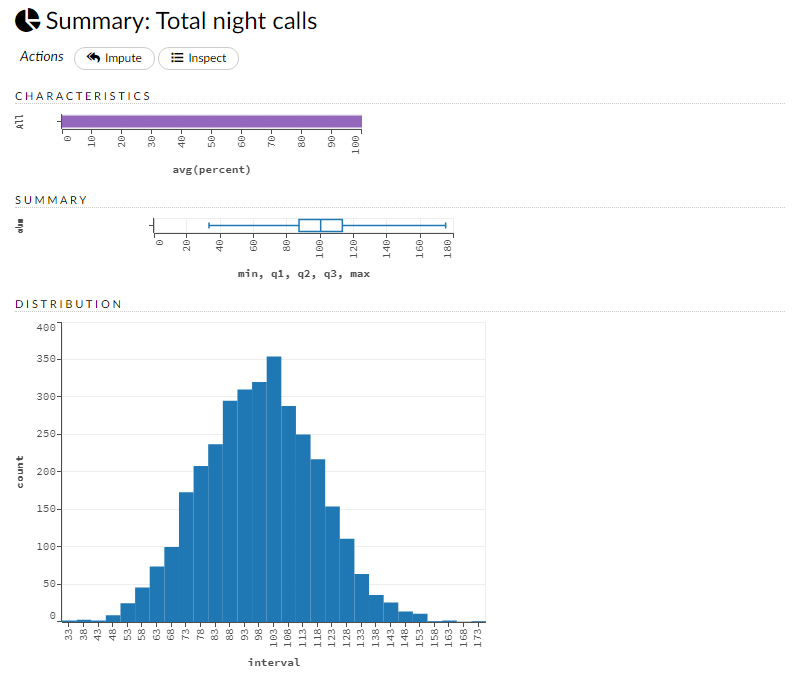 Summary: Total night calls
Actions Impute Inspect
CHARACTERISTICS
All
0 10 20 30 40 50 60 70 80 90 100
avg(percent)
SUMMARY
0 20 40 60 80 100 120 140 160 180
min, q1, q2, q3, max
DISTRIBUTION
400
350
300
250
200
150
100
50
0
count
33 38 43 48 53 58 63 68 73 78 83 88 93 98 103 108 113 118 123 128 133 138 143 148 153 158 163 168 173
interval